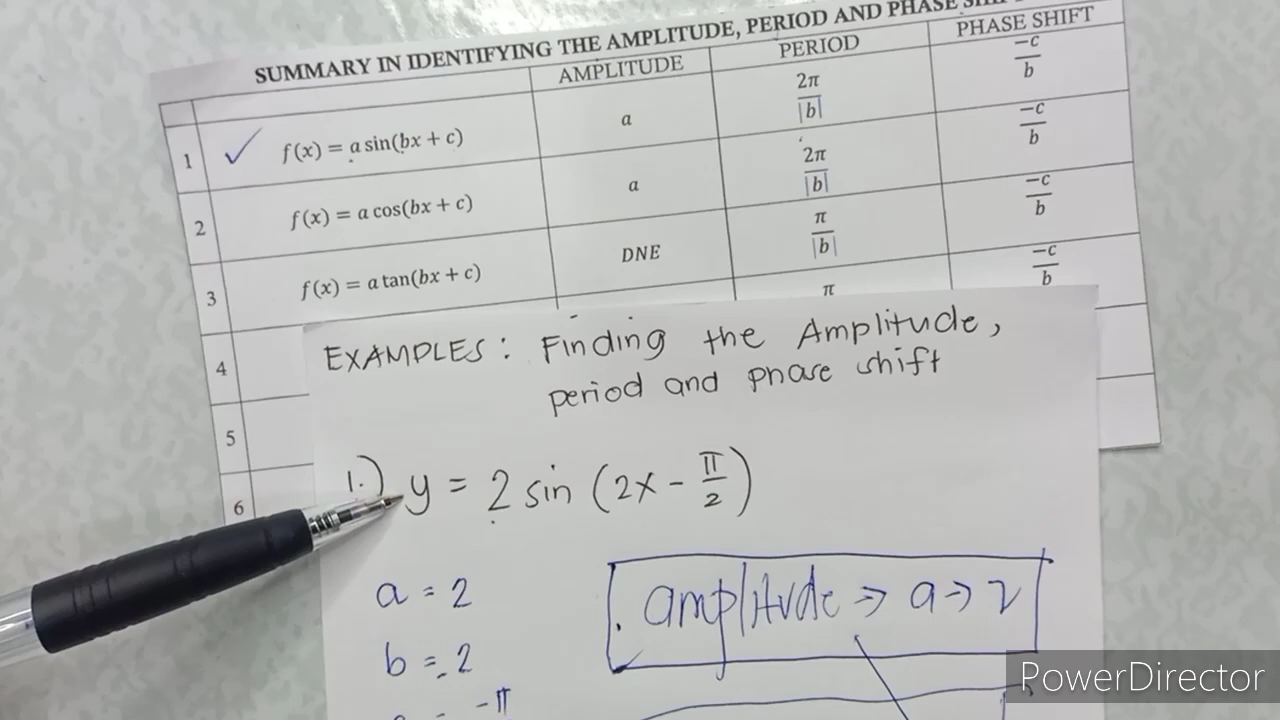 SUMMARY IN IDENTIFYING THE AMPLITUDE, PERIOD AND PHASE
AMPLITUDE PERIOD PHASE SHIFT
1 ✓ f(x) = a sin(bx + c) a 2π/|b| −c/b
2 f(x) = a cos(bx + c) a 2π/|b| −c/b
3 f(x) = a tan(bx + c) DNE π/|b| −c/b
4 π −c/b
5
6
EXAMPLES: Finding the Amplitude,
period and phase shift
1.) y = 2 sin (2x - π/2)
a = 2
b = 2
-π
amplitude => a -> 2
PowerDirector